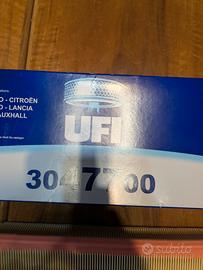 O - CITROËN
O - LANCIA
AUXHALL
UFI
3047700
subito